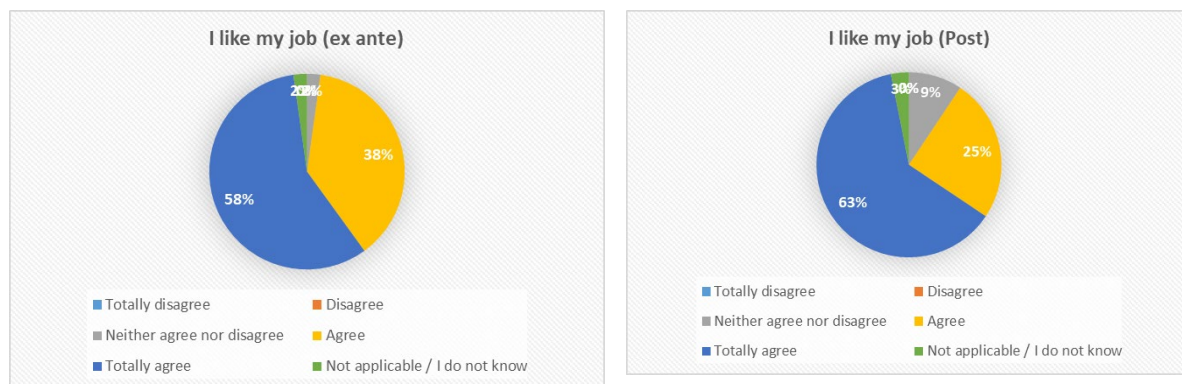 I like my job (ex ante)
38%
58%
Totally disagree
Disagree
Neither agree nor disagree
Agree
Totally agree
Not applicable / I do not know
I like my job (Post)
3%
0%
9%
25%
63%
Totally disagree
Disagree
Neither agree nor disagree
Agree
Totally agree
Not applicable / I do not know